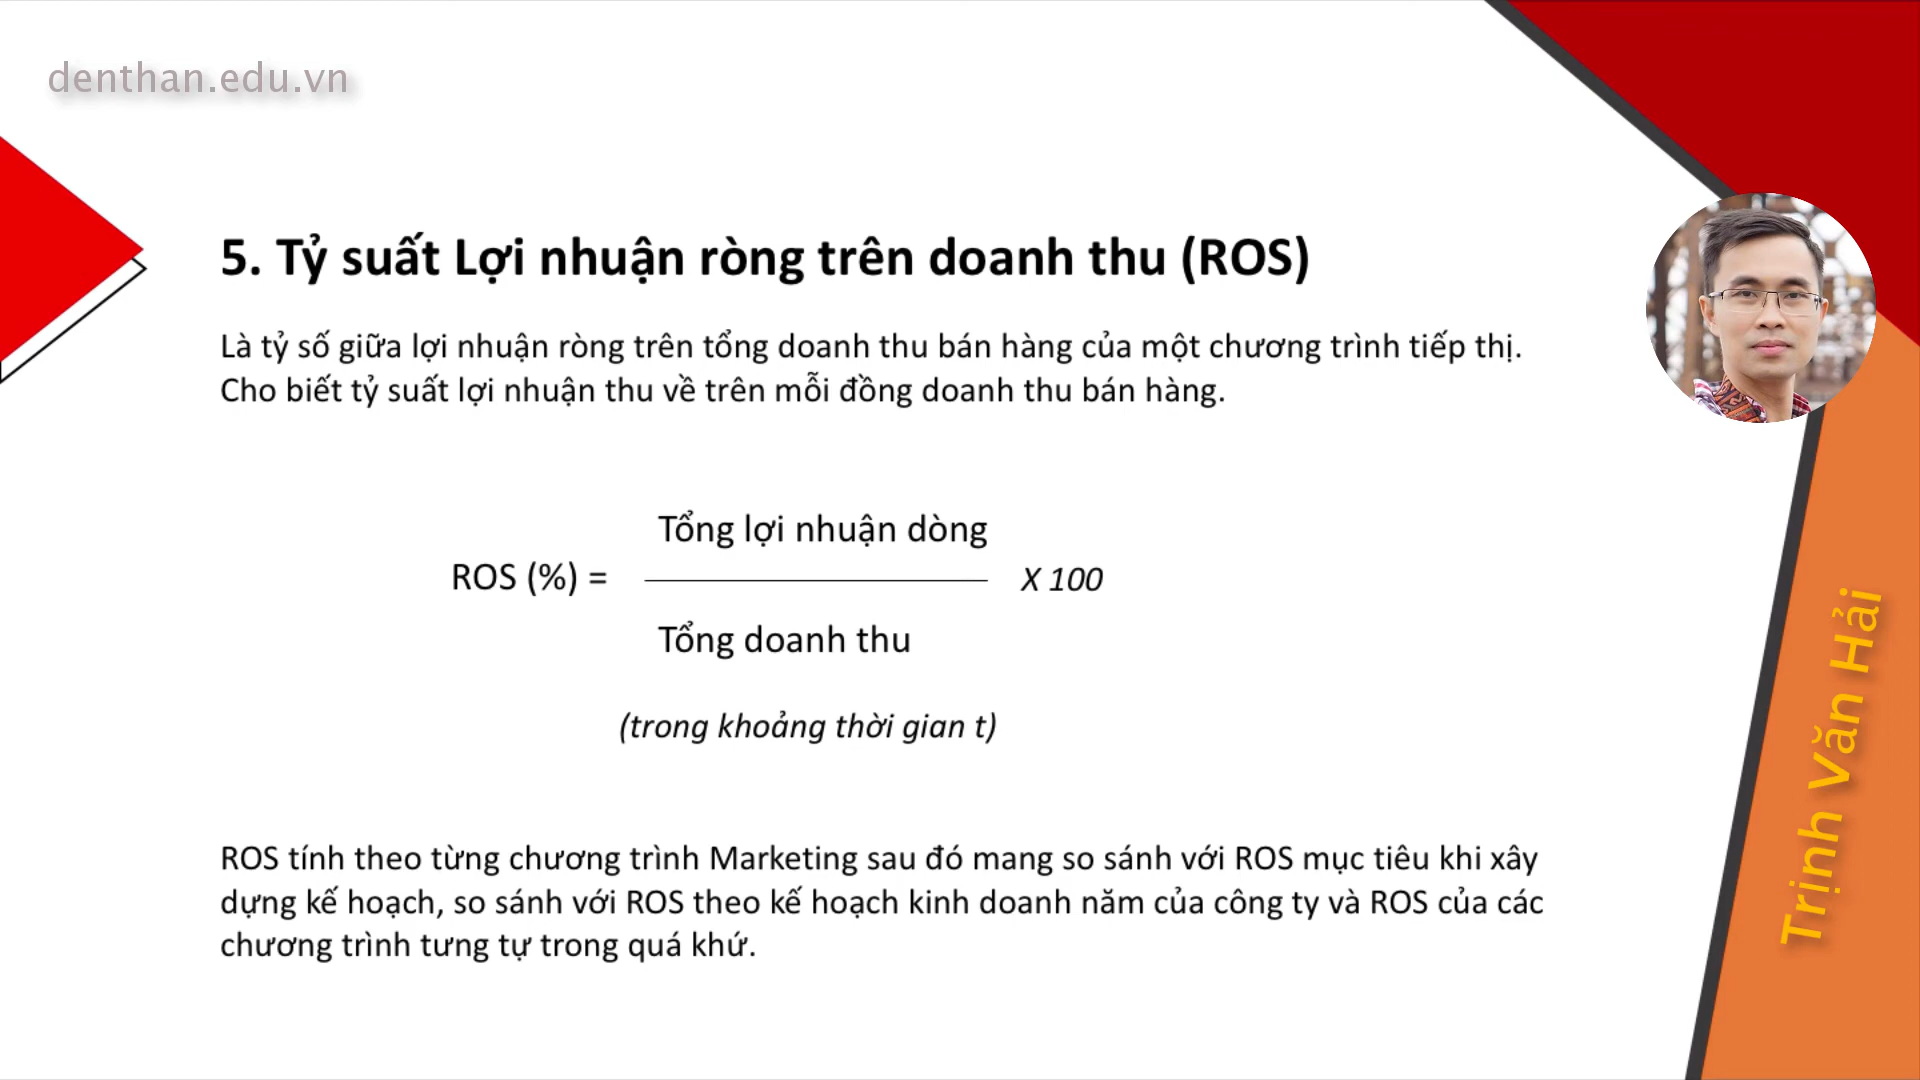 denthan.edu.vn
5. Tỷ suất Lợi nhuận ròng trên doanh thu (ROS)
Là tỷ số giữa lợi nhuận ròng trên tổng doanh thu bán hàng của một chương trình tiếp thị.
Cho biết tỷ suất lợi nhuận thu về trên mỗi đồng doanh thu bán hàng.
Tổng lợi nhuận dòng
ROS (%) =
X 100
Tổng doanh thu
(trong khoảng thời gian t)
ROS tính theo từng chương trình Marketing sau đó mang so sánh với ROS mục tiêu khi xây
dựng kế hoạch, so sánh với ROS theo kế hoạch kinh doanh năm của công ty và ROS của các
chương trình tưng tự trong quá khứ.
Trịnh Văn Hải